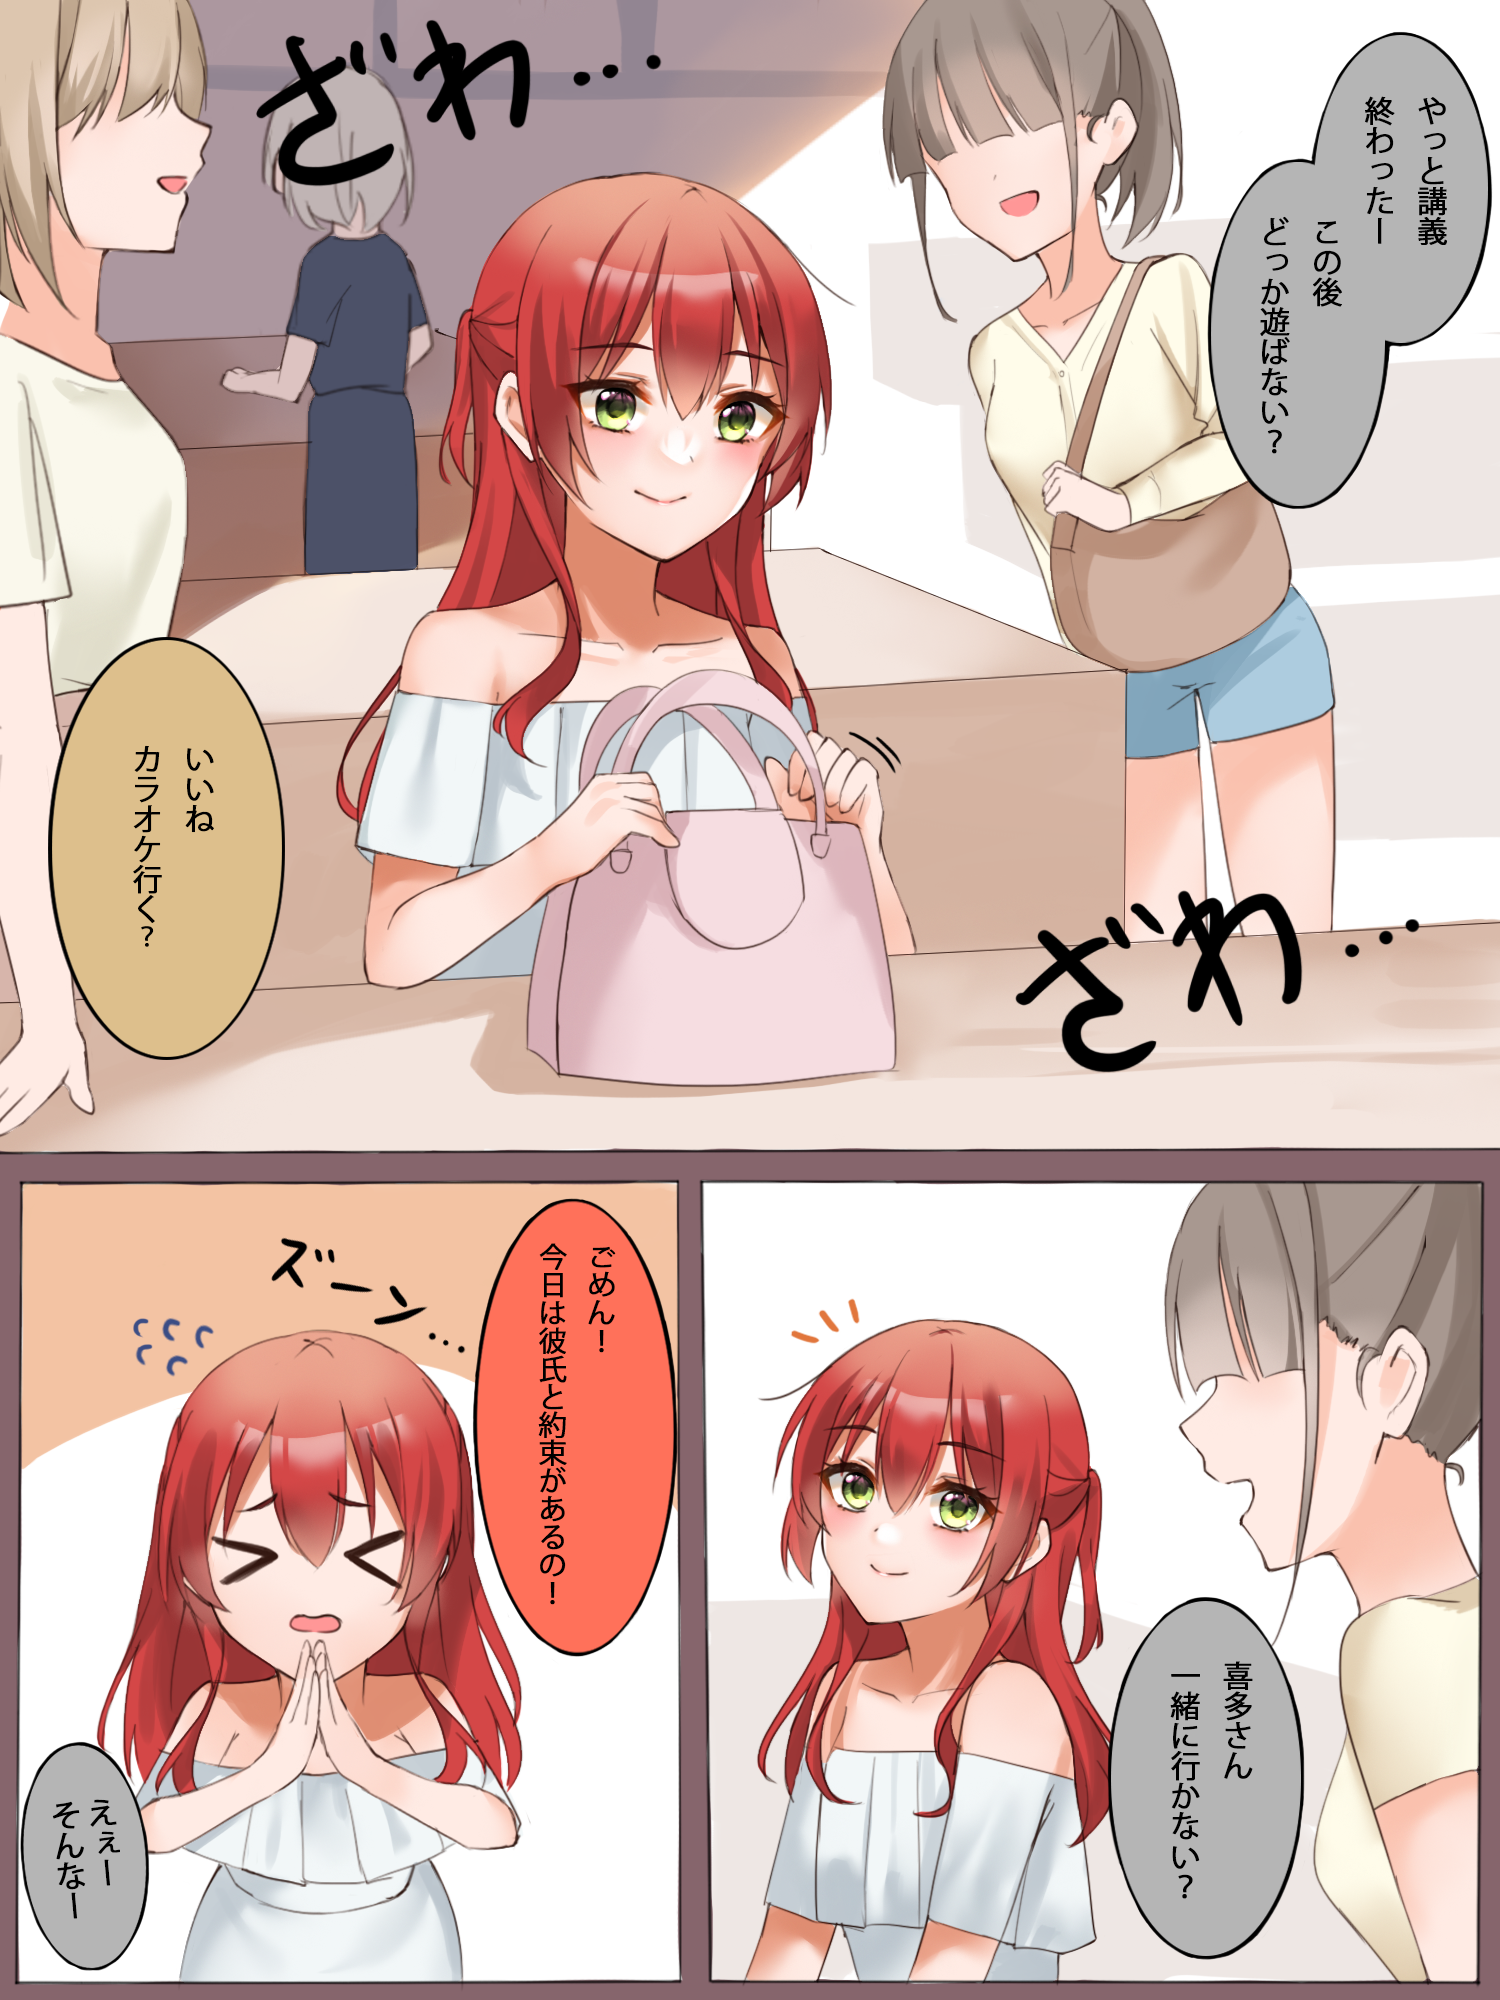 やっと講義
終わったー
この後
どっか遊ばない？
ざわ…
いいね
カラオケ行く？
ざわ…
喜多さん
一緒に行かない？
ごめん！
今日は彼氏と約束があるの！
ズーン…
ええー
そんなー